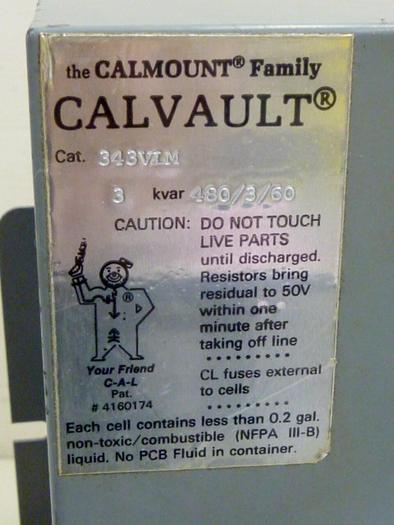 the CALMOUNT® Family
CALVAULT®
Cat. 343VLM
3 kvar 480/3/60
CAUTION: DO NOT TOUCH
LIVE PARTS
until discharged.
Resistors bring
residual to 50V
within one
minute after
taking off line
• • • • • • • • •
CL fuses external
to cells
• • • • • • • • •
®
Your Friend
C-A-L
Pat.
# 4160174
Each cell contains less than 0.2 gal.
non-toxic/combustible (NFPA III-B)
liquid. No PCB Fluid in container.